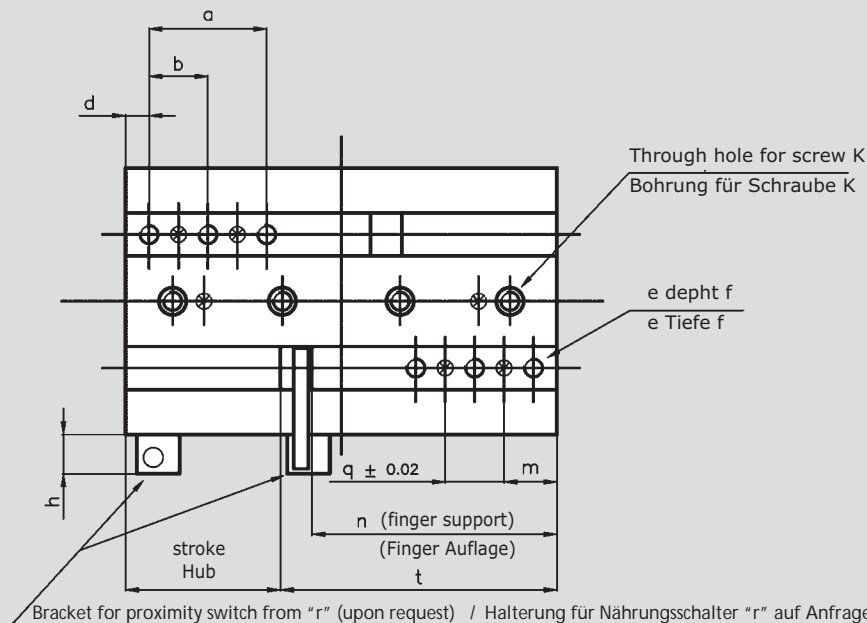 a
b
d
Through hole for screw K
Bohrung für Schraube K
e depht f
e Tiefe f
h
q ± 0.02
m
n (finger support)
(Finger Auflage)
stroke
Hub
t
Bracket for proximity switch from “r” (upon request) / Halterung für Nährungsschalter “r” auf Anfrage